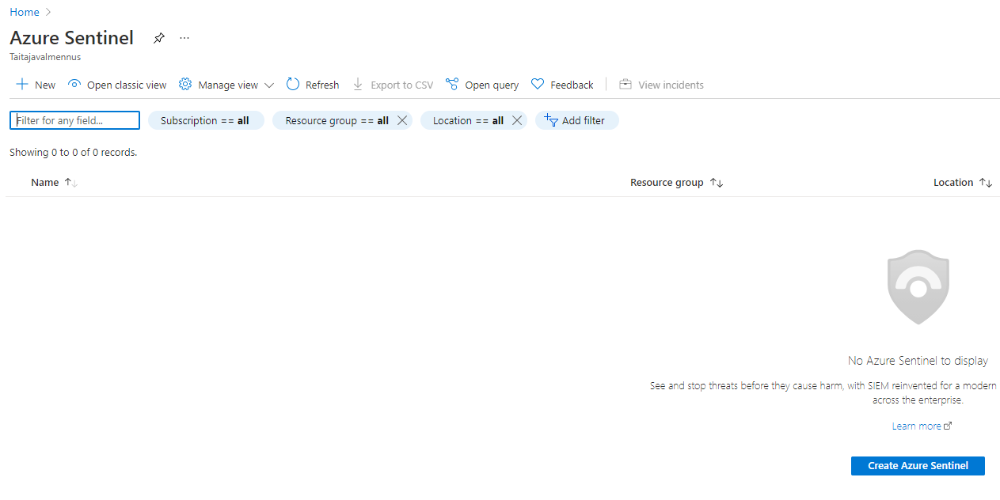 Home
Azure Sentinel
Taitajavalmennus
New Open classic view Manage view Refresh Export to CSV Open query Feedback View incidents
Filter for any field... Subscription == all Resource group == all Location == all Add filter
Showing 0 to 0 of 0 records.
Name Resource group Location
No Azure Sentinel to display
See and stop threats before they cause harm, with SIEM reinvented for a modern
across the enterprise.
Learn more
Create Azure Sentinel